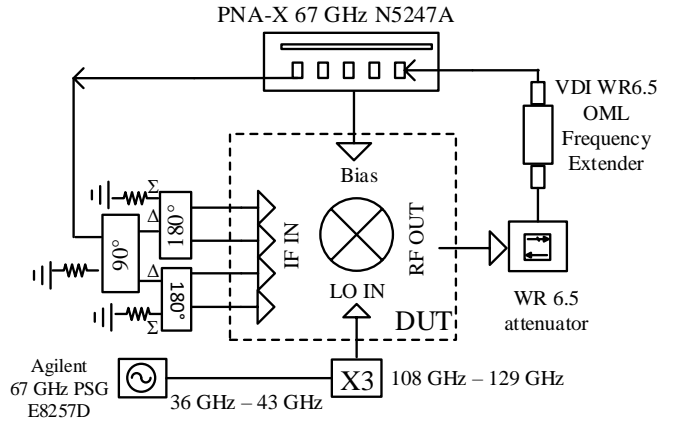 PNA-X 67 GHz N5247A
VDI WR6.5
OML
Frequency
Extender
Bias
Σ
Δ
180°
90°
Δ
180°
Σ
IF IN
RF OUT
LO IN
DUT
WR 6.5
attenuator
Agilent
67 GHz PSG
E8257D
36 GHz – 43 GHz
X3
108 GHz – 129 GHz